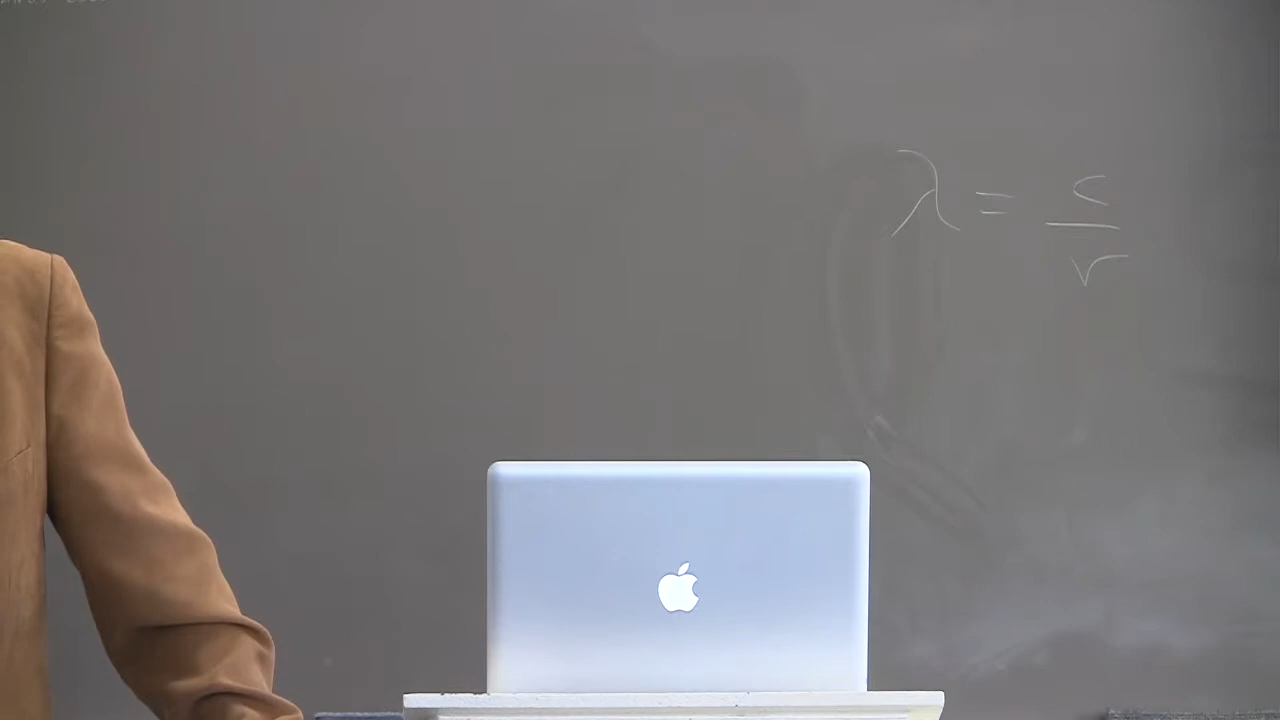 λ = c/ν